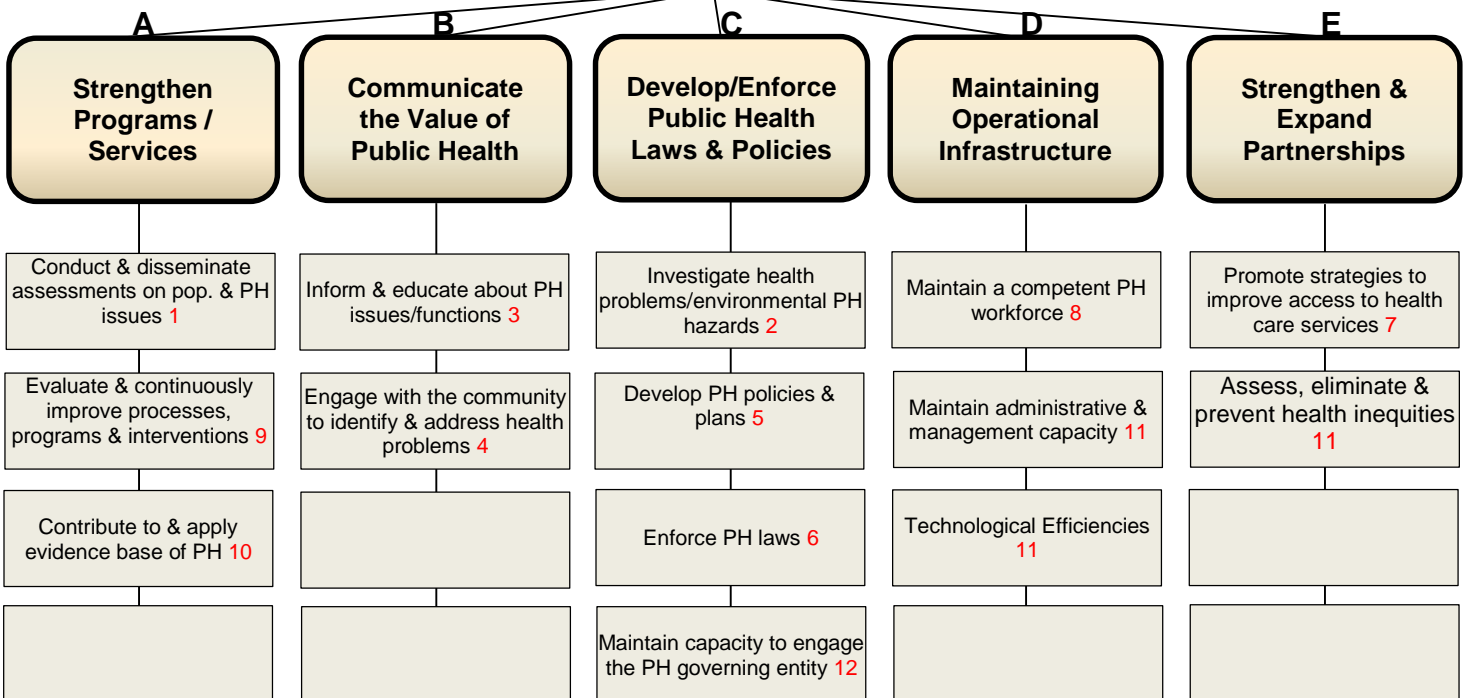 A
Strengthen
Programs /
Services
Conduct & disseminate
assessments on pop. & PH
issues 1
Evaluate & continuously
improve processes,
programs & interventions 9
Contribute to & apply
evidence base of PH 10
B
Communicate
the Value of
Public Health
Inform & educate about PH
issues/functions 3
Engage with the community
to identify & address health
problems 4
C
Develop/Enforce
Public Health
Laws & Policies
Investigate health
problems/environmental PH
hazards 2
Develop PH policies &
plans 5
Enforce PH laws 6
Maintain capacity to engage
the PH governing entity 12
D
Maintaining
Operational
Infrastructure
Maintain a competent PH
workforce 8
Maintain administrative &
management capacity 11
Technological Efficiencies
11
E
Strengthen &
Expand
Partnerships
Promote strategies to
improve access to health
care services 7
Assess, eliminate &
prevent health inequities
11